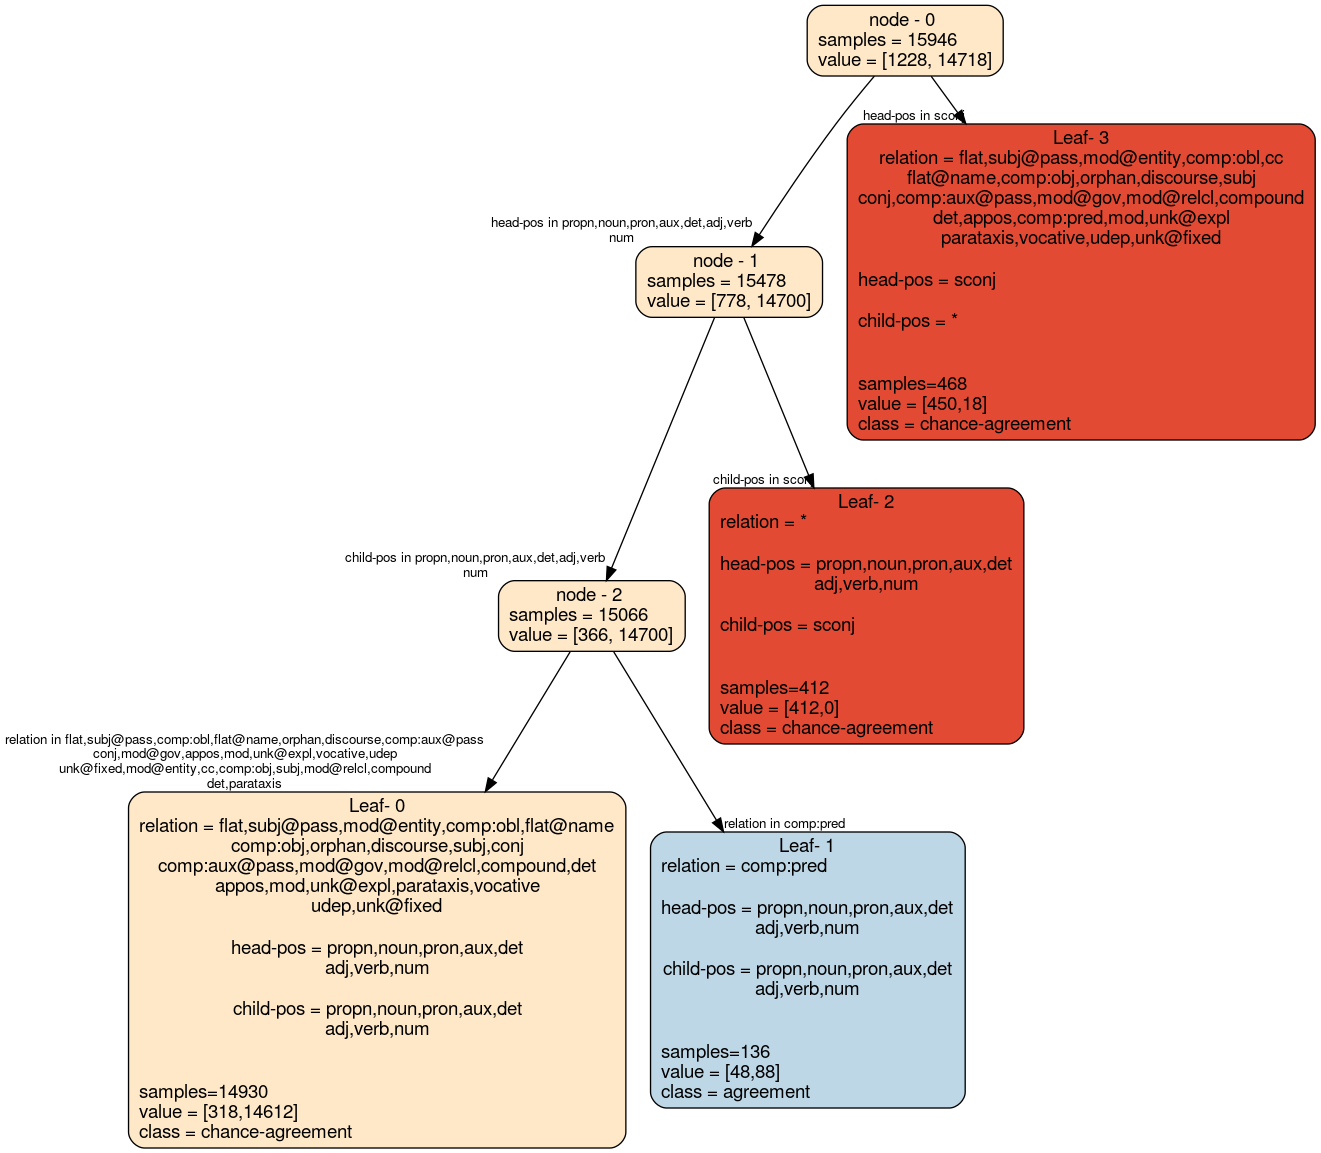 node - 0
samples = 15946
value = [1228, 14718]
head-pos in sconj
Leaf- 3
relation = flat,subj@pass,mod@entity,comp:obl,cc
flat@name,comp:obj,orphan,discourse,subj
conj,comp:aux@pass,mod@gov,mod@relcl,compound
det,appos,comp:pred,mod,unk@expl
parataxis,vocative,udep,unk@fixed
head-pos = sconj
child-pos = *
samples=468
value = [450,18]
class = chance-agreement
head-pos in propn,noun,pron,aux,det,adj,verb
num
node - 1
samples = 15478
value = [778, 14700]
child-pos in sconj
Leaf- 2
relation = *
head-pos = propn,noun,pron,aux,det
adj,verb,num
child-pos = sconj
samples=412
value = [412,0]
class = chance-agreement
child-pos in propn,noun,pron,aux,det,adj,verb
num
node - 2
samples = 15066
value = [366, 14700]
relation in flat,subj@pass,comp:obl,flat@name,orphan,discourse,comp:aux@pass
conj,mod@gov,appos,mod,unk@expl,vocative,udep
unk@fixed,mod@entity,cc,comp:obj,subj,mod@relcl,compound
det,parataxis
Leaf- 0
relation = flat,subj@pass,mod@entity,comp:obl,flat@name
comp:obj,orphan,discourse,subj,conj
comp:aux@pass,mod@gov,mod@relcl,compound,det
appos,mod,unk@expl,parataxis,vocative
udep,unk@fixed
head-pos = propn,noun,pron,aux,det
adj,verb,num
child-pos = propn,noun,pron,aux,det
adj,verb,num
samples=14930
value = [318,14612]
class = chance-agreement
relation in comp:pred
Leaf- 1
relation = comp:pred
head-pos = propn,noun,pron,aux,det
adj,verb,num
child-pos = propn,noun,pron,aux,det
adj,verb,num
samples=136
value = [48,88]
class = agreement